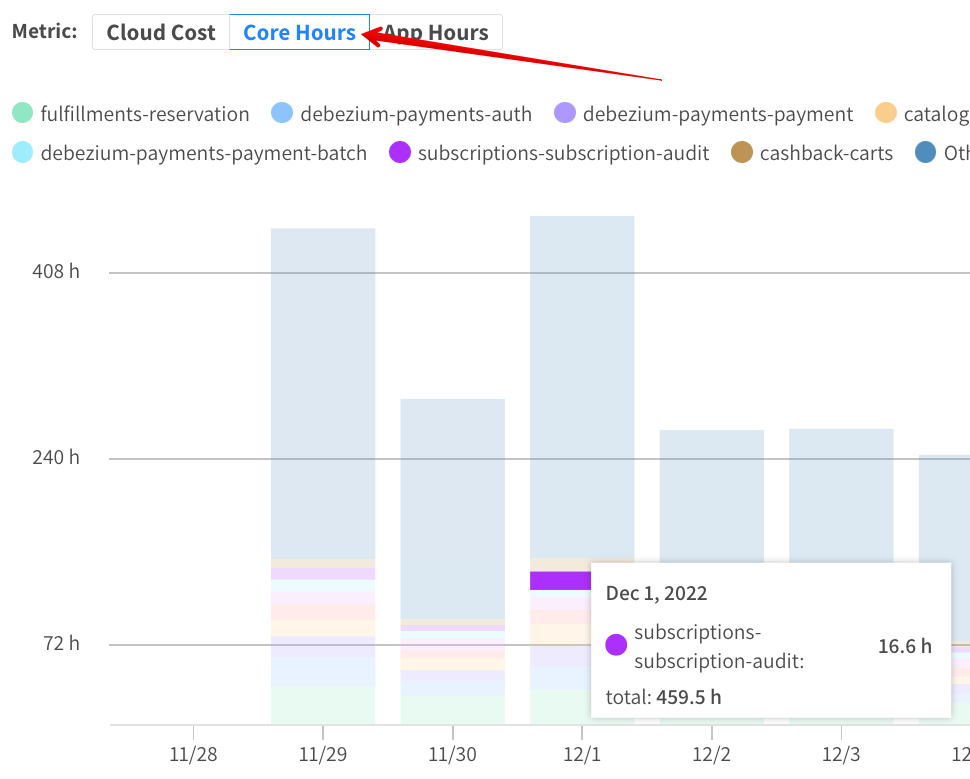 Metric: Cloud Cost Core Hours App Hours
fulfillments-reservation debezium-payments-auth debezium-payments-payment catalog
debezium-payments-payment-batch subscriptions-subscription-audit cashback-carts Oth
408 h
240 h
72 h
Dec 1, 2022
subscriptions-
subscription-audit: 16.6 h
total: 459.5 h
11/28 11/29 11/30 12/1 12/2 12/3 12